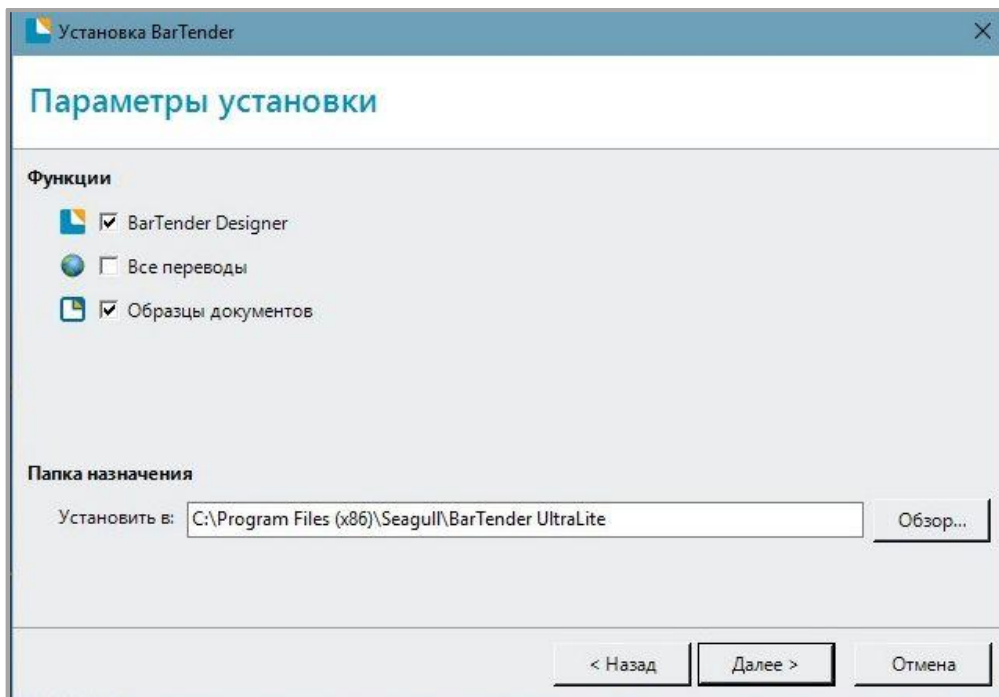 Установка BarTender
Параметры установки
Функции
BarTender Designer
Все переводы
Образцы документов
Папка назначения
Установить в: C:\Program Files (x86)\Seagull\BarTender UltraLite Обзор...
< Назад Далее > Отмена